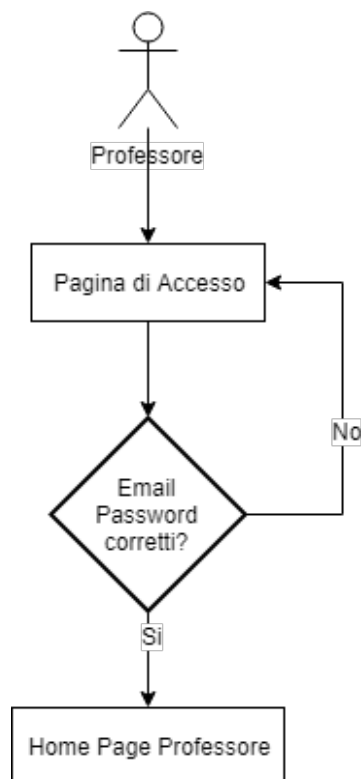 Professore
Pagina di Accesso
Email
Password
corretti?
No
Si
Home Page Professore